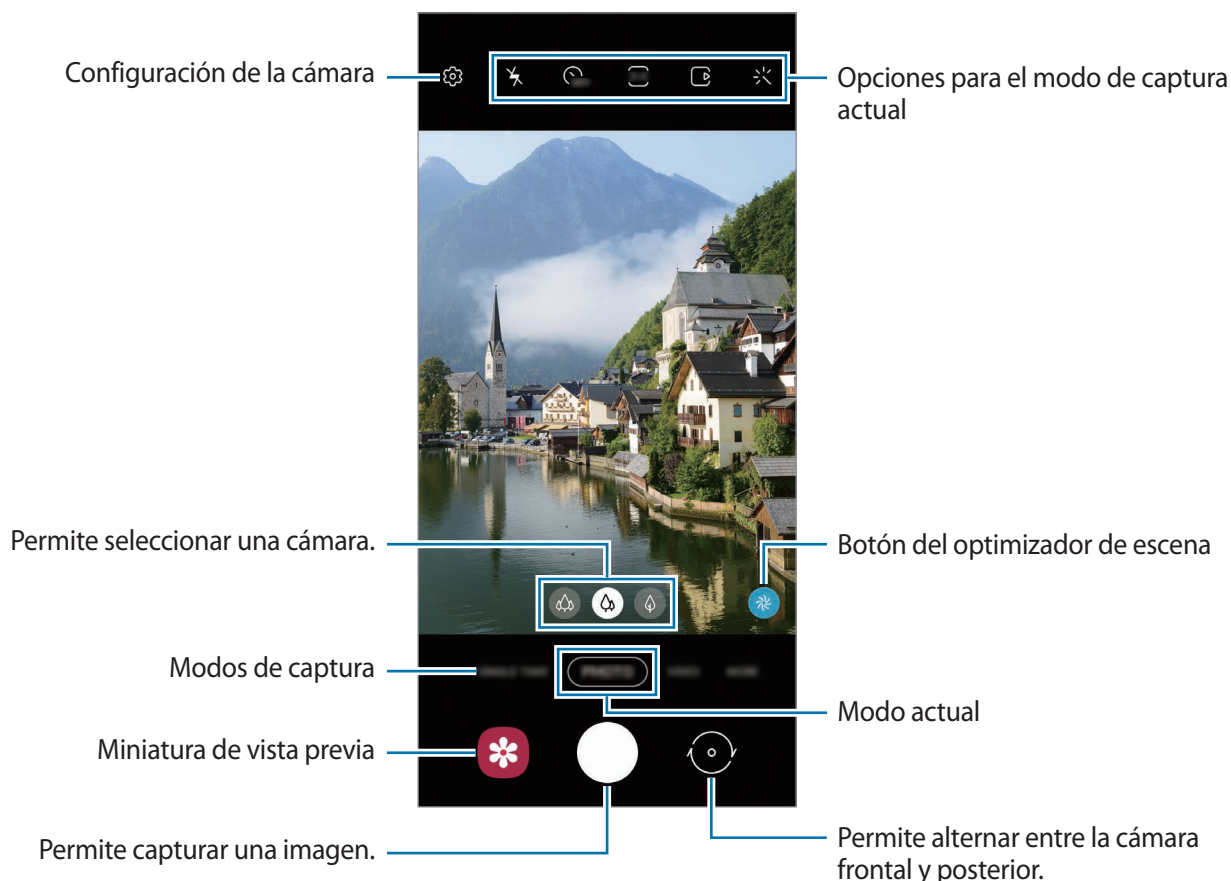 Configuración de la cámara
Opciones para el modo de captura
actual
Permite seleccionar una cámara.
Botón del optimizador de escena
Modos de captura
Modo actual
Miniatura de vista previa
Permite capturar una imagen.
Permite alternar entre la cámara
frontal y posterior.